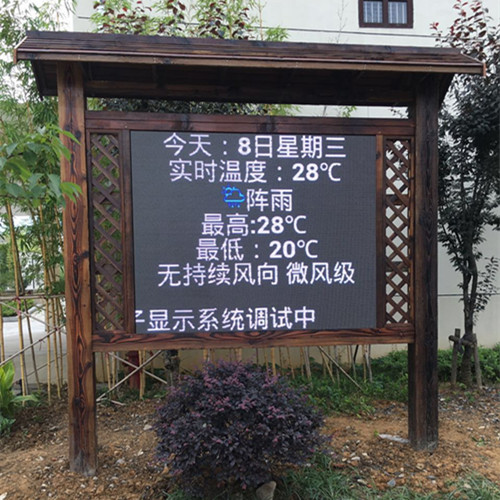 今天：8日星期三
实时温度：28℃
阵雨
最高:28℃
最低：20℃
无持续风向 微风级
显示系统调试中